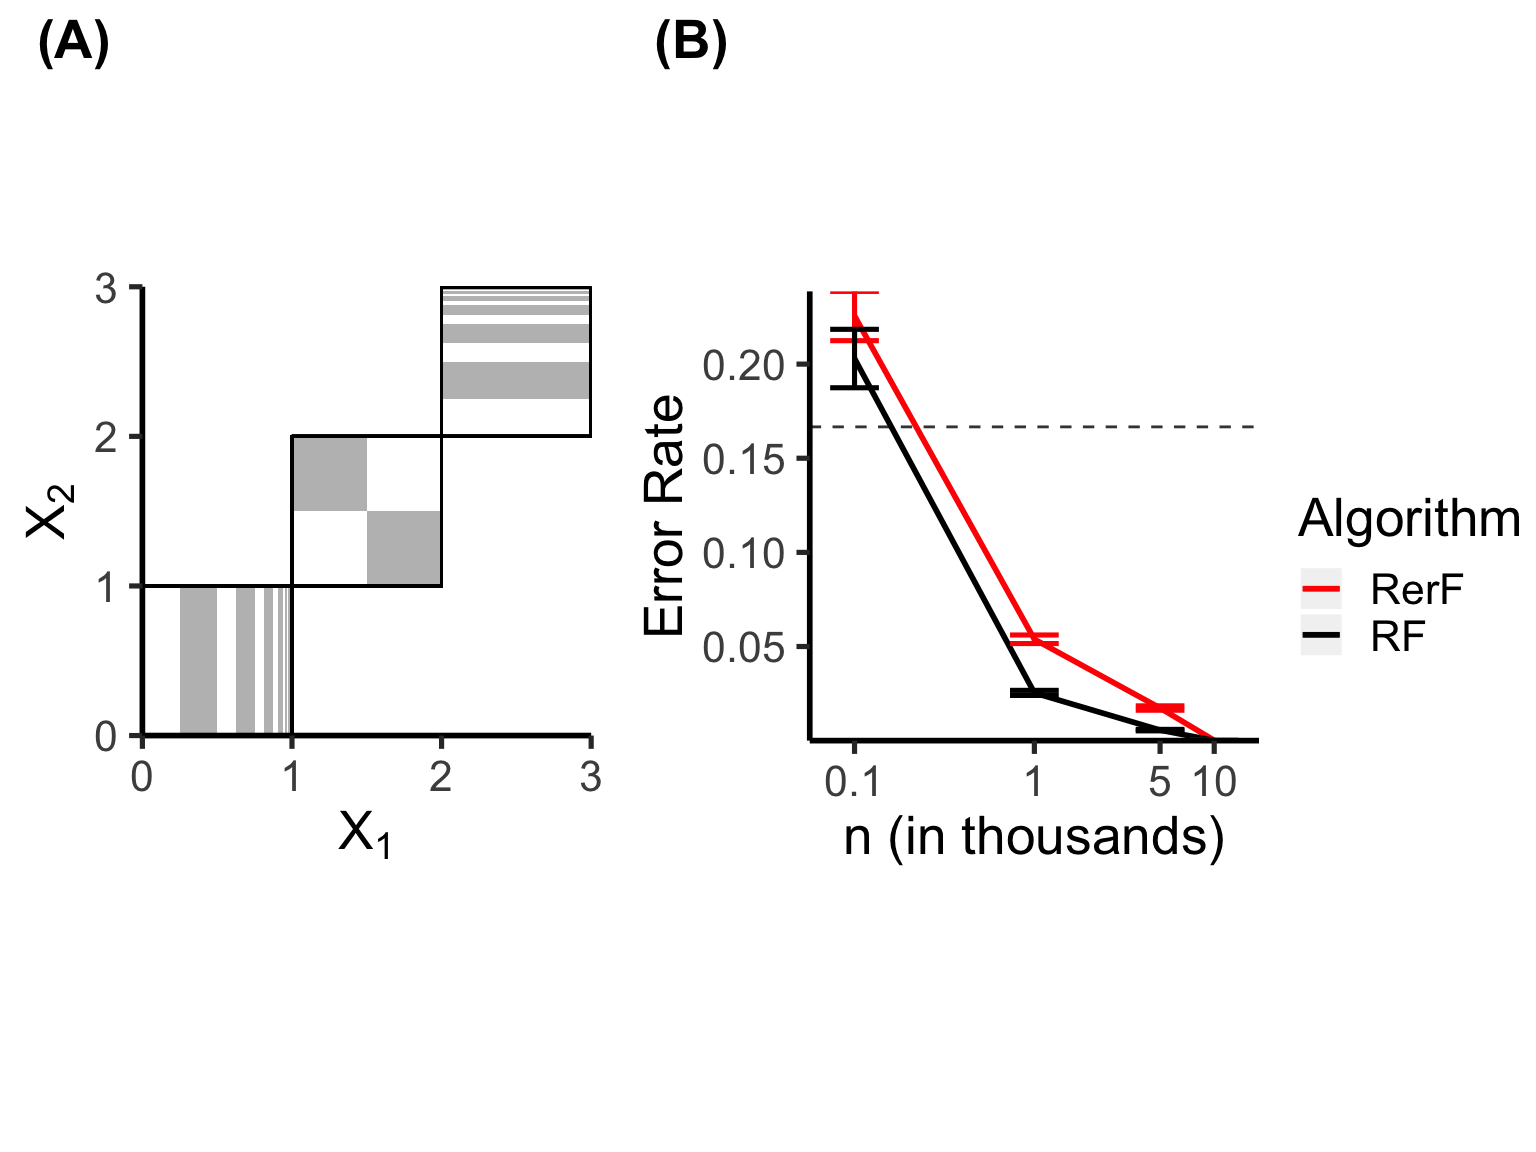 (A)
(B)
3
2
1
0
0 1 2 3
X2
X1
0.20
0.15
0.10
0.05
0.1 1 5 10
Error Rate
n (in thousands)
Algorithm
RerF
RF